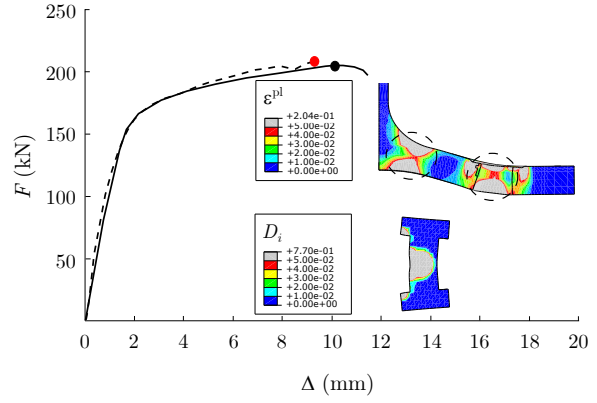 250
200
150
100
50
F (kN)
ε^pl
+2.04e-01
+5.00e-02
+4.00e-02
+3.00e-02
+2.00e-02
+1.00e-02
+0.00e+00
D_i
+7.70e-01
+5.00e-02
+4.00e-02
+3.00e-02
+2.00e-02
+1.00e-02
+0.00e+00
0 2 4 6 8 10 12 14 16 18 20
Δ (mm)